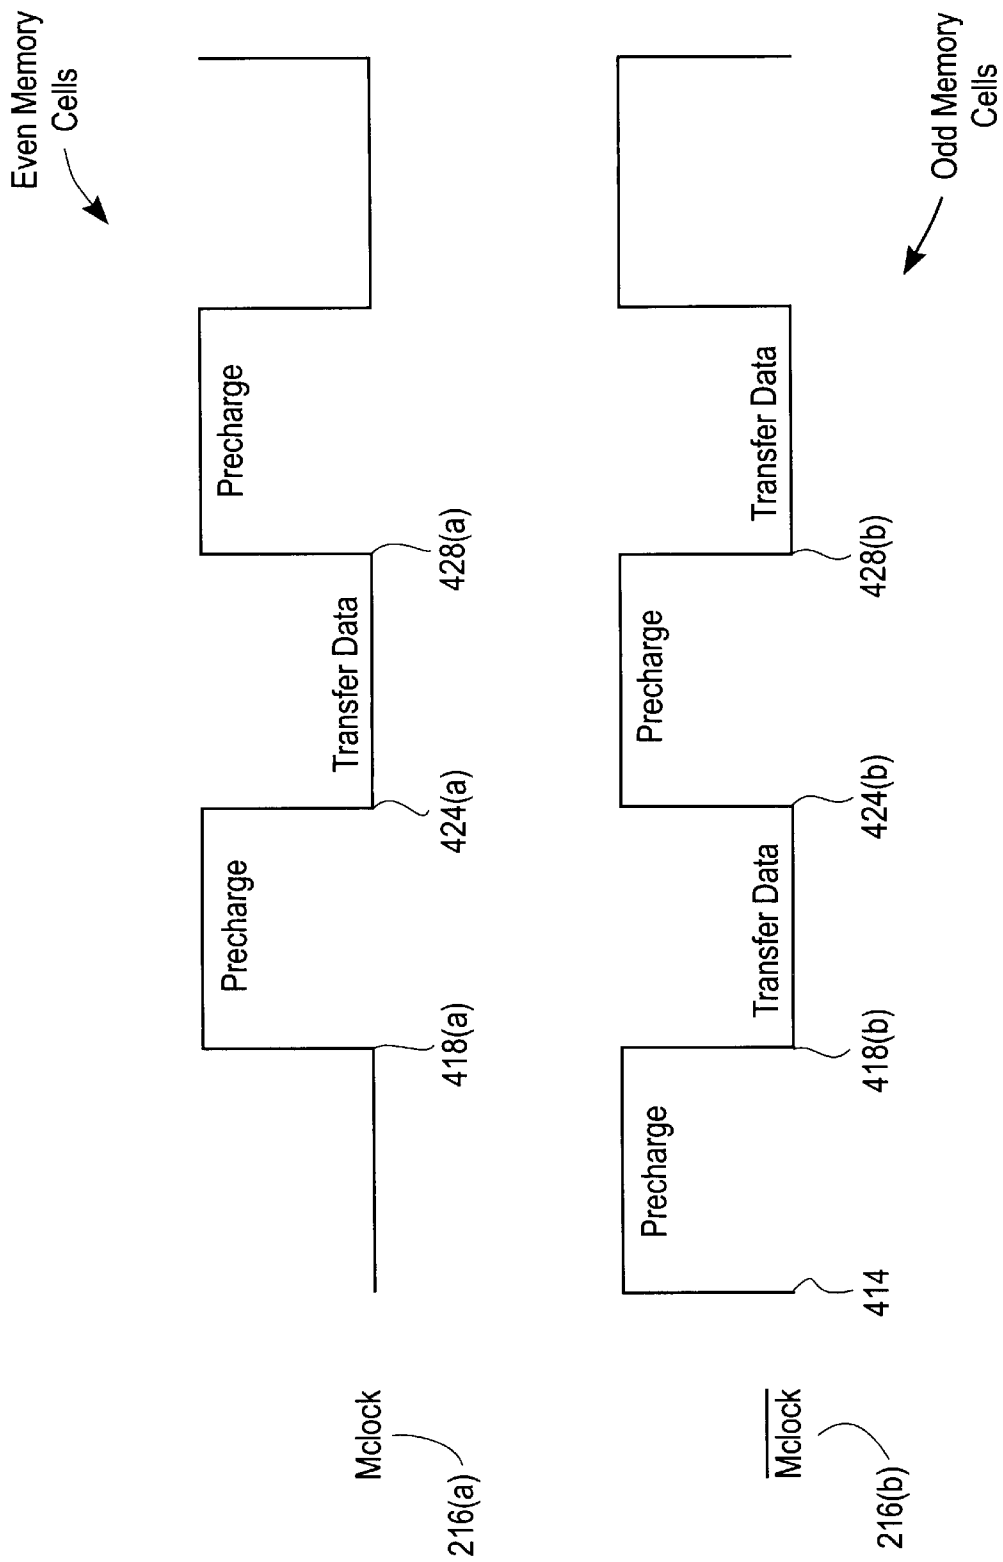 Even Memory
Cells
Precharge
Precharge
Transfer Data
418(a)
424(a)
428(a)
Mclock
216(a)
Precharge
Precharge
Transfer Data
Transfer Data
414
418(b)
424(b)
428(b)
Mclock
216(b)
Odd Memory
Cells